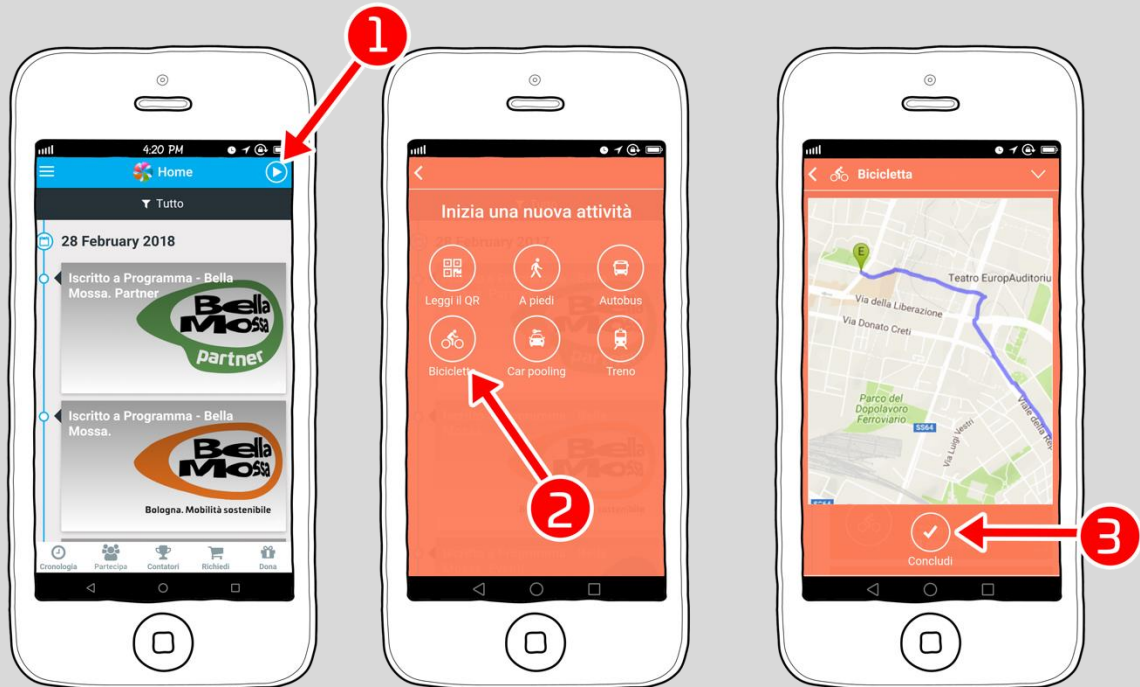 1
4:20 PM
Home
Tutto
28 February 2018
Iscritto a Programma - Bella
Mossa. Partner
Bella
Mossa
partner
Iscritto a Programma - Bella
Mossa.
Bella
Mossa
Bologna. Mobilità sostenibile
Cronologia Partecipa Contatori Richiedi Dona
Inizia una nuova attività
Leggi il QR A piedi Autobus
Bicicletta Car pooling Treno
2
Bicicletta
E
Teatro EuropAuditoriu
Via della Liberazione
Via Donato Creti
Parco del
Dopolavoro
Ferroviario
SS64
Via Luigi Vestri
Viale della Rep
Concludi
3